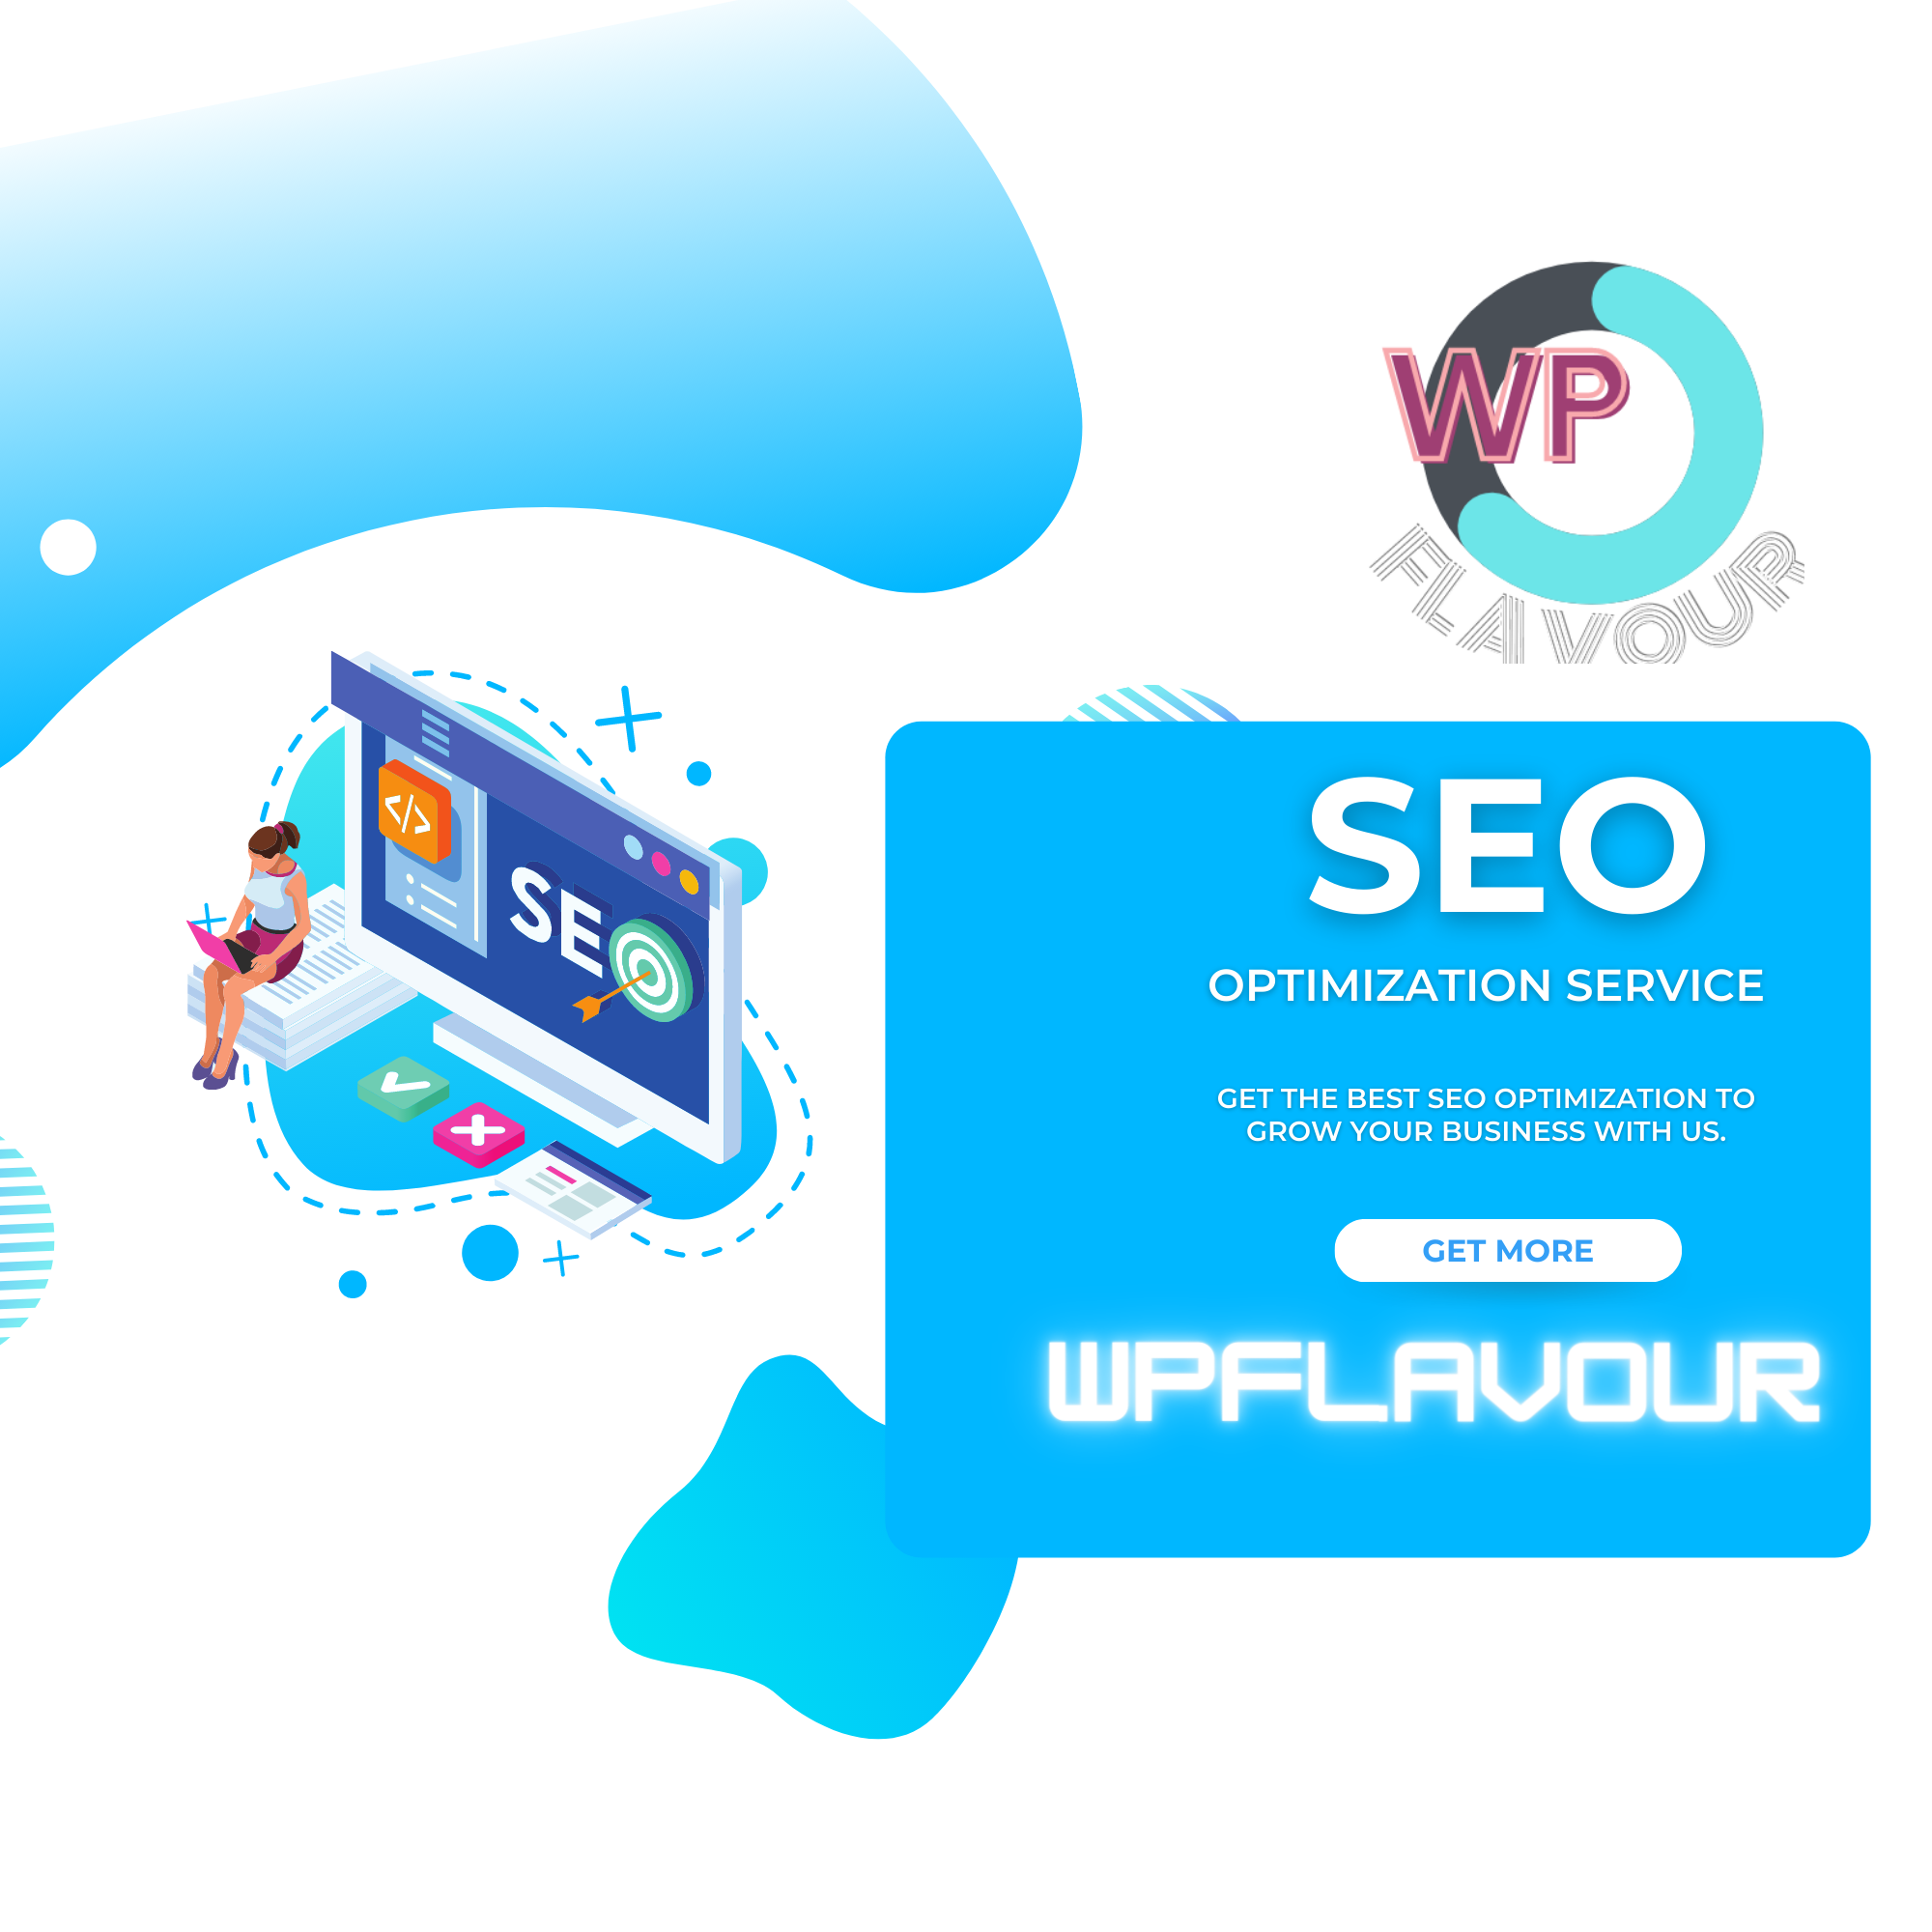 WP
FLAVOUR
</>
SE
SEO
OPTIMIZATION SERVICE
GET THE BEST SEO OPTIMIZATION TO
GROW YOUR BUSINESS WITH US.
GET MORE
WPFLAVOUR